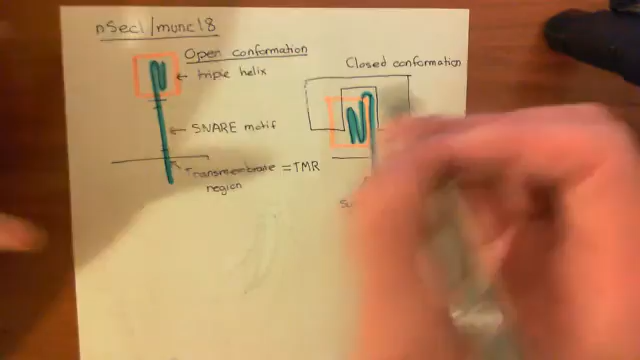 nSec1/munc18
Open conformation
triple helix
Closed conformation
SNARE motif
transmembrane = TMR
region